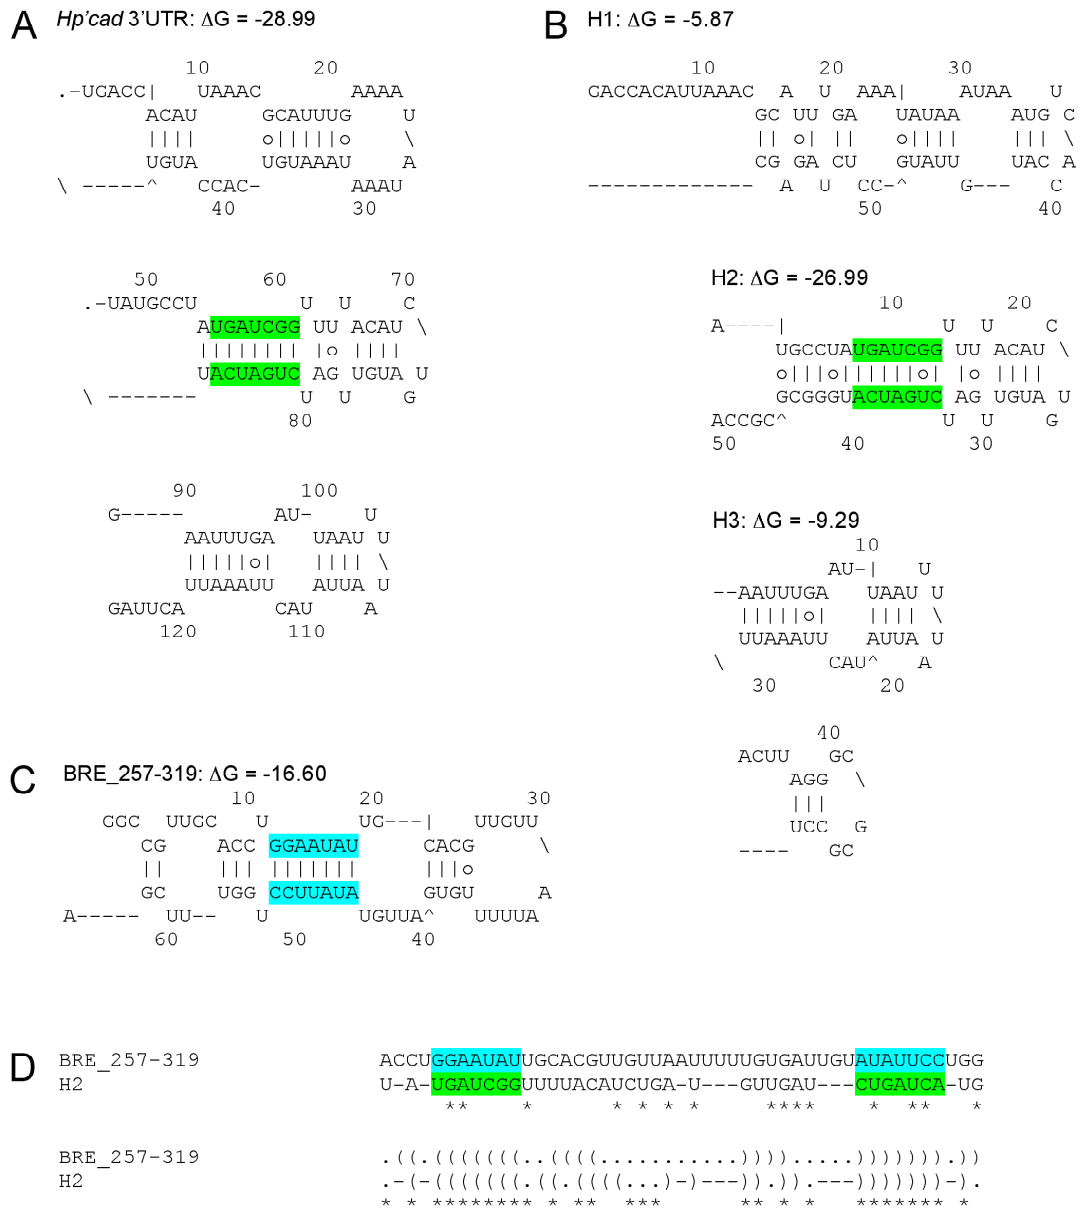 A Hp'cad 3'UTR: ΔG = -28.99
10 20
.-UGACC| UAAAC AAAA
ACAU GCAUUUG U
|||| o|||||o \
UGUA UGUAAAU A
\ -----^ CCAC- AAAU
40 30
50 60 70
.-UAUGCCU U U C
AUGAUCGG UU ACAU \
|||||||| |o ||||
UACUAGUC AG UGUA U
\ ------- U U G
80
90 100
G----- AU- U
AAUUUGA UAAU U
|||||o| |||| \
UUAAAUU AUUA U
GAUUCA CAU A
120 110
B H1: ΔG = -5.87
10 20 30
GACCACAUUAAAC A U AAA| AUAA U
GC UU GA UAUAA AUG C
|| o| || o|||| ||| \
CG GA CU GUAUU UAC A
------------- A U CC-^ G--- C
50 40
H2: ΔG = -26.99
10 20
A----| U U C
UGCCUAUGAUCGG UU ACAU \
o|||o||||||o| |o ||||
GCGGGUACUAGUC AG UGUA U
ACCGC^ U U G
50 40 30
H3: ΔG = -9.29
10
AU-| U
--AAUUUGA UAAU U
|||||o| |||| \
UUAAAUU AUUA U
\ CAU^ A
30 20
40
ACUU GC
AGG \
|||
UCC G
---- GC
C BRE_257-319: ΔG = -16.60
10 20 30
GGC UUGC U UG---| UUGUU
CG ACC GGAAUAU CACG \
|| ||| ||||||| |||o
GC UGG CCUUAUA GUGU A
A----- UU-- U UGUUA^ UUUUA
60 50 40
D BRE_257-319 ACCUGGAAUAUUGCACGUUGUUAAUUUUUGUGAUUGUAUAUUCCUGG
H2 U-A-UGAUCGGUUUUACAUCUGA-U---GUUGAU---CUGAUCA-UG
** * * * * * **** * ** *
BRE_257-319 .((.(((((((..((((...........)))).....))))))).))
H2 .-(-(((((((.((.((((...)-)---)).)).---)))))))-).
* * ******** * ** *** ** * * ******* *